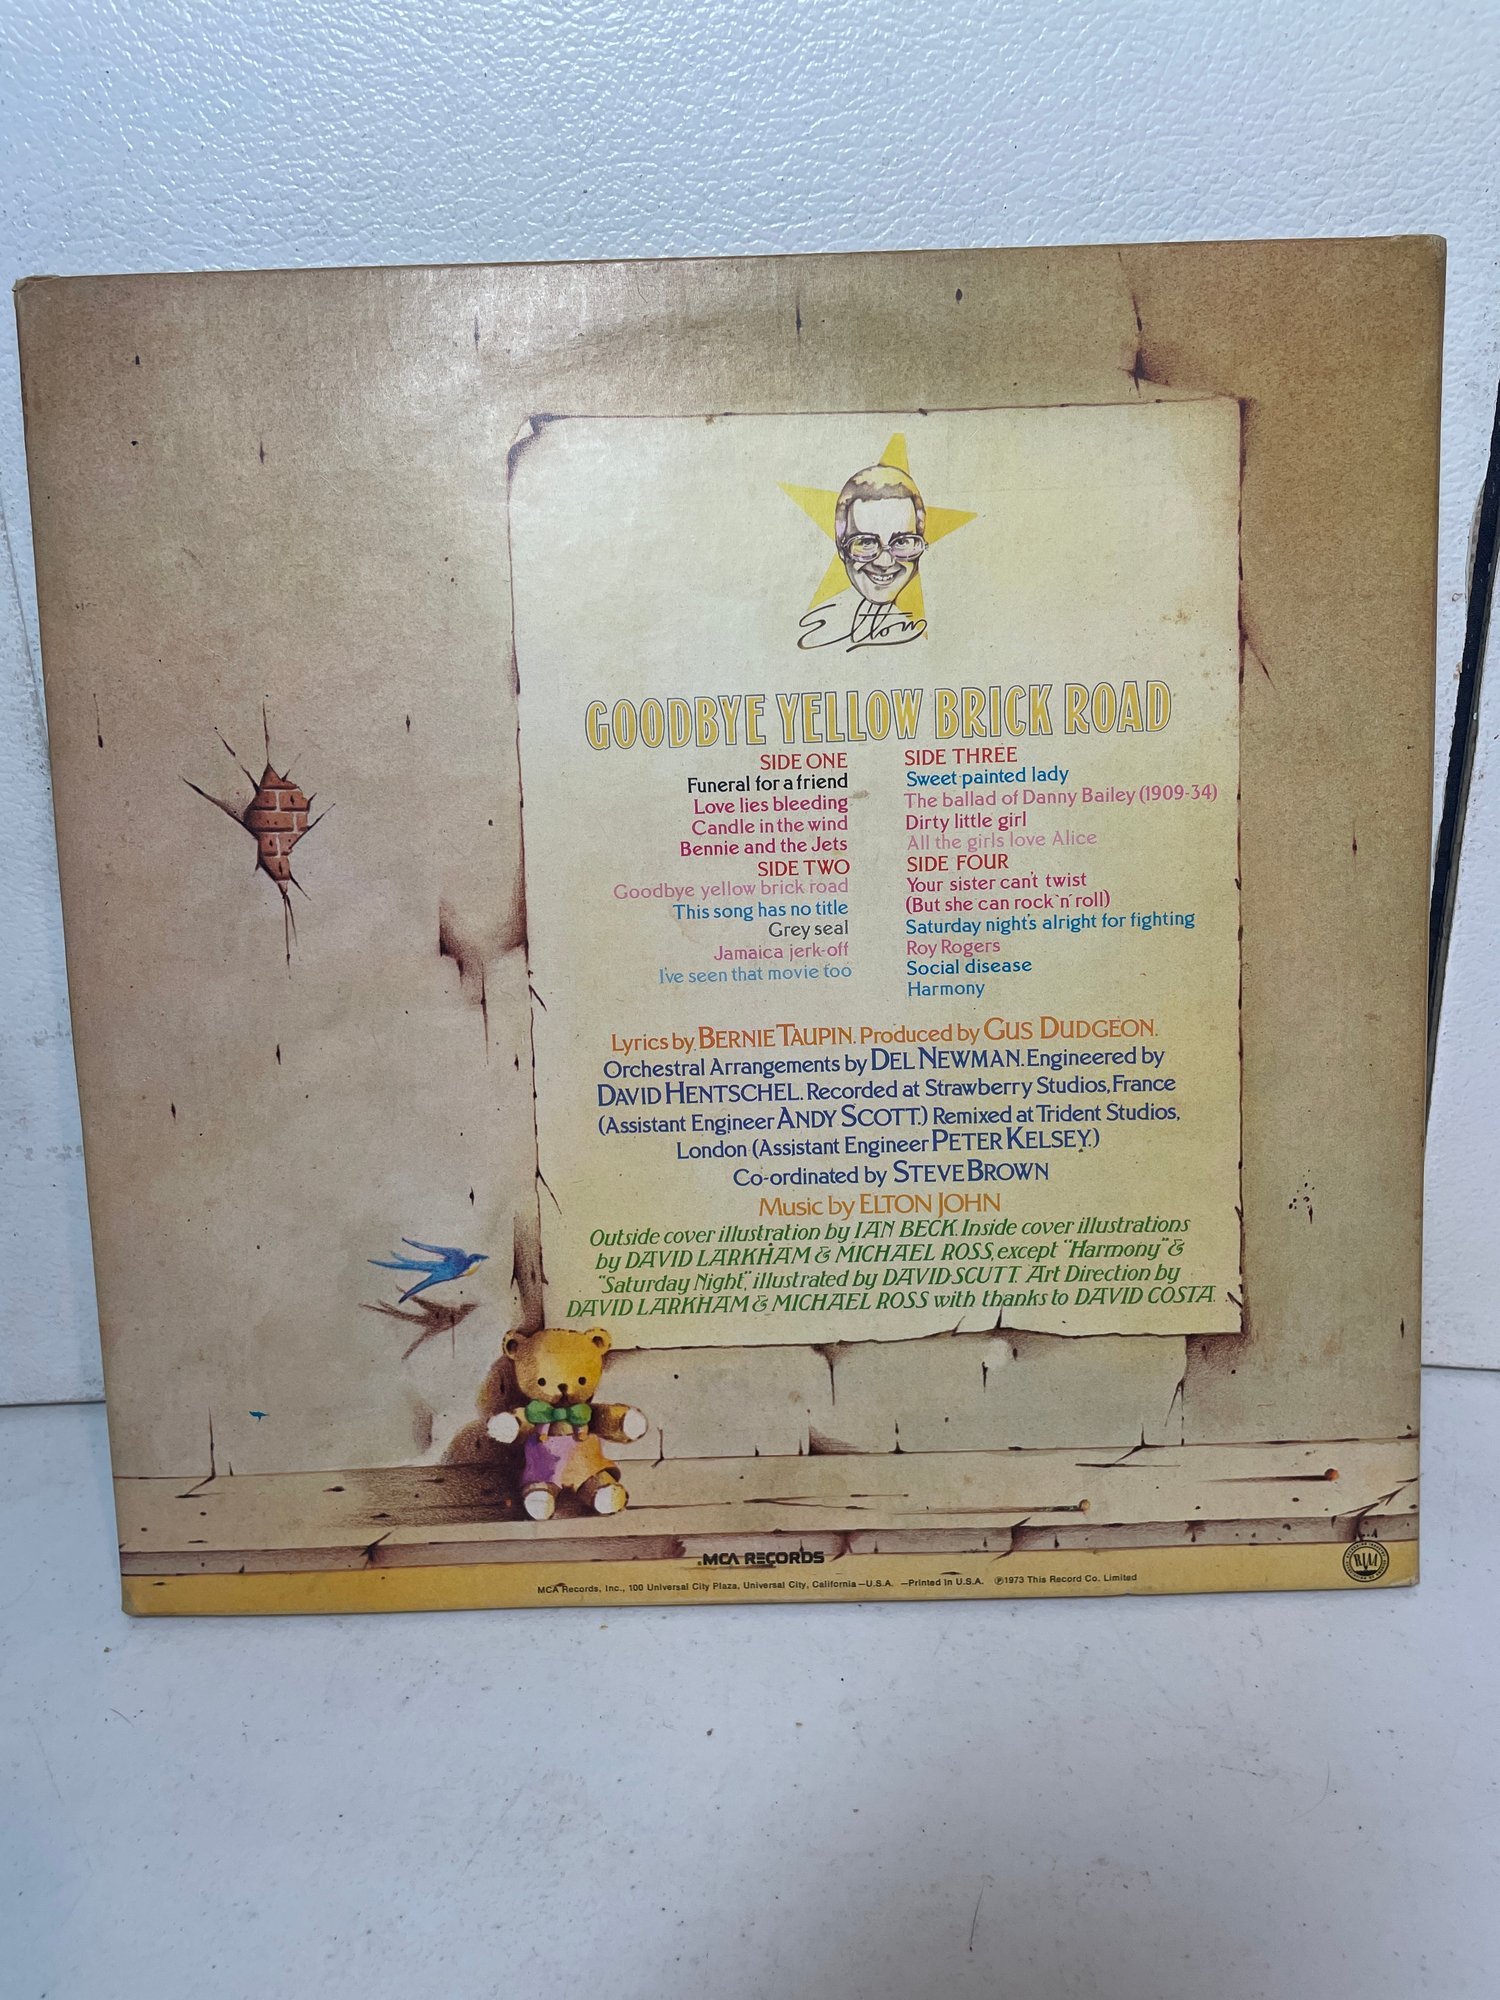 Elton
GOODBYE YELLOW BRICK ROAD
SIDE ONE
Funeral for a friend
Love lies bleeding
Candle in the wind
Bennie and the Jets
SIDE TWO
Goodbye yellow brick road
This song has no title
Grey seal
Jamaica jerk-off
I've seen that movie too
SIDE THREE
Sweet painted lady
The ballad of Danny Bailey (1909-34)
Dirty little girl
All the girls love Alice
SIDE FOUR
Your sister can't twist
(But she can rock 'n' roll)
Saturday night's alright for fighting
Roy Rogers
Social disease
Harmony
Lyrics by BERNIE TAUPIN. Produced by GUS DUDGEON.
Orchestral Arrangements by DEL NEWMAN. Engineered by
DAVID HENTSCHEL. Recorded at Strawberry Studios, France
(Assistant Engineer ANDY SCOTT.) Remixed at Trident Studios,
London (Assistant Engineer PETER KELSEY.)
Co-ordinated by STEVE BROWN
Music by ELTON JOHN
Outside cover illustration by IAN BECK. Inside cover illustrations
by DAVID LARKHAM & MICHAEL ROSS, except "Harmony" &
"Saturday Night", illustrated by DAVID SCUTT. Art Direction by
DAVID LARKHAM & MICHAEL ROSS with thanks to DAVID COSTA.
MCA RECORDS
MCA Records, Inc., 100 Universal City Plaza, Universal City, California—U.S.A. —Printed in U.S.A. ℗1973 This Record Co. Limited